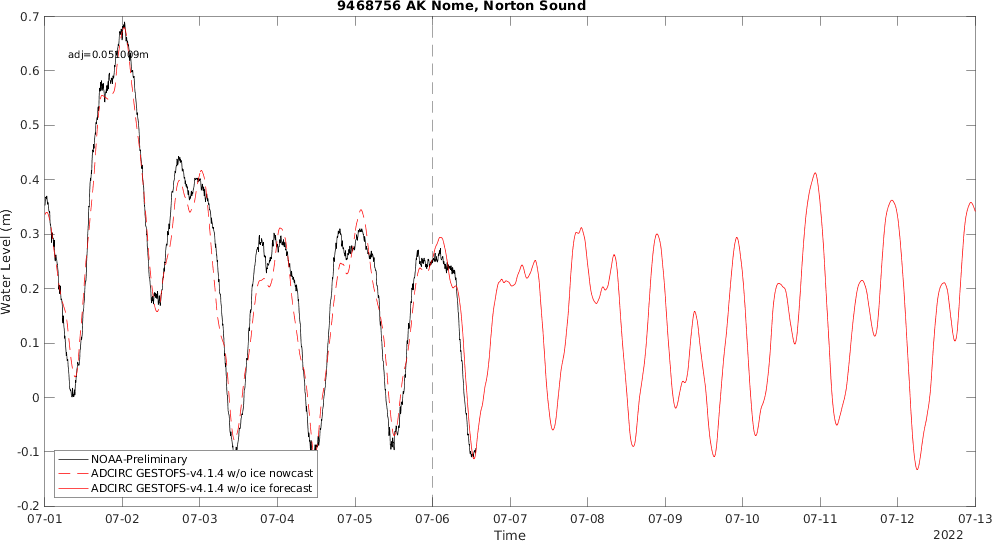 9468756 AK Nome, Norton Sound
adj=0.051009m
Water Level (m)
0.7
0.6
0.5
0.4
0.3
0.2
0.1
0
-0.1
-0.2
NOAA-Preliminary
ADCIRC GESTOFS-v4.1.4 w/o ice nowcast
ADCIRC GESTOFS-v4.1.4 w/o ice forecast
07-01 07-02 07-03 07-04 07-05 07-06 07-07 07-08 07-09 07-10 07-11 07-12 07-13
Time
2022